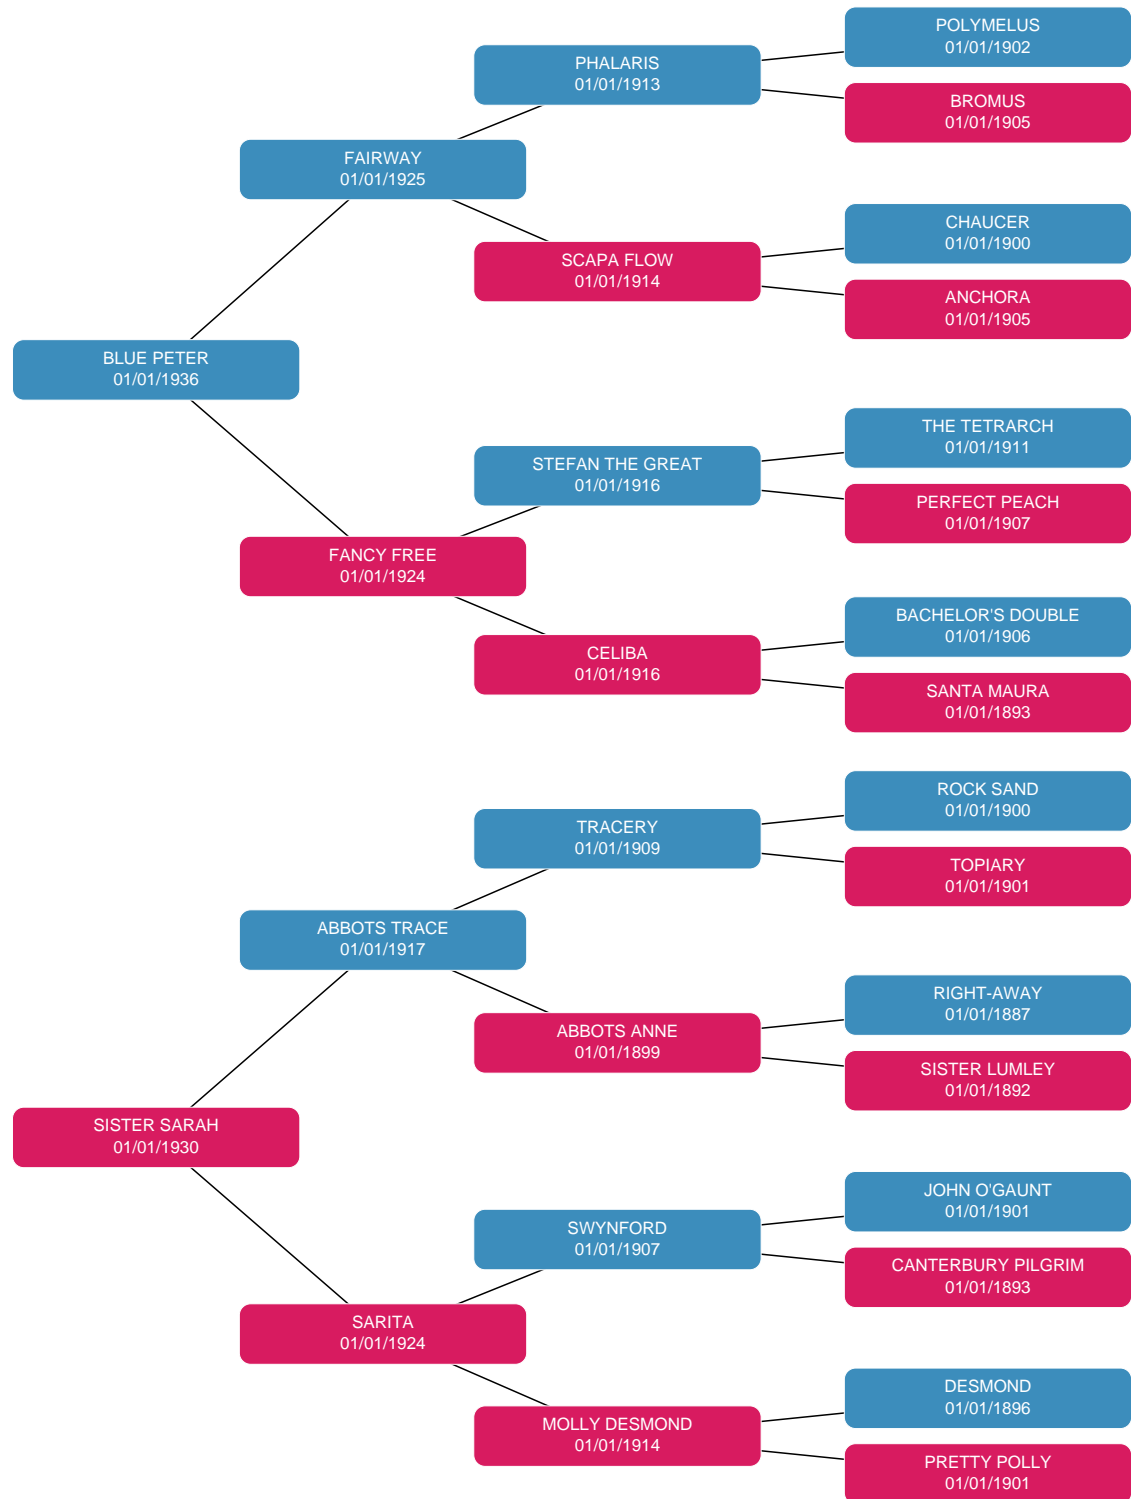 POLYMELUS
01/01/1902
PHALARIS
01/01/1913
BROMUS
01/01/1905
FAIRWAY
01/01/1925
CHAUCER
01/01/1900
SCAPA FLOW
01/01/1914
ANCHORA
01/01/1905
BLUE PETER
01/01/1936
THE TETRARCH
01/01/1911
STEFAN THE GREAT
01/01/1916
PERFECT PEACH
01/01/1907
FANCY FREE
01/01/1924
BACHELOR'S DOUBLE
01/01/1906
CELIBA
01/01/1916
SANTA MAURA
01/01/1893
ROCK SAND
01/01/1900
TRACERY
01/01/1909
TOPIARY
01/01/1901
ABBOTS TRACE
01/01/1917
RIGHT-AWAY
01/01/1887
ABBOTS ANNE
01/01/1899
SISTER LUMLEY
01/01/1892
SISTER SARAH
01/01/1930
JOHN O'GAUNT
01/01/1901
SWYNFORD
01/01/1907
CANTERBURY PILGRIM
01/01/1893
SARITA
01/01/1924
DESMOND
01/01/1896
MOLLY DESMOND
01/01/1914
PRETTY POLLY
01/01/1901